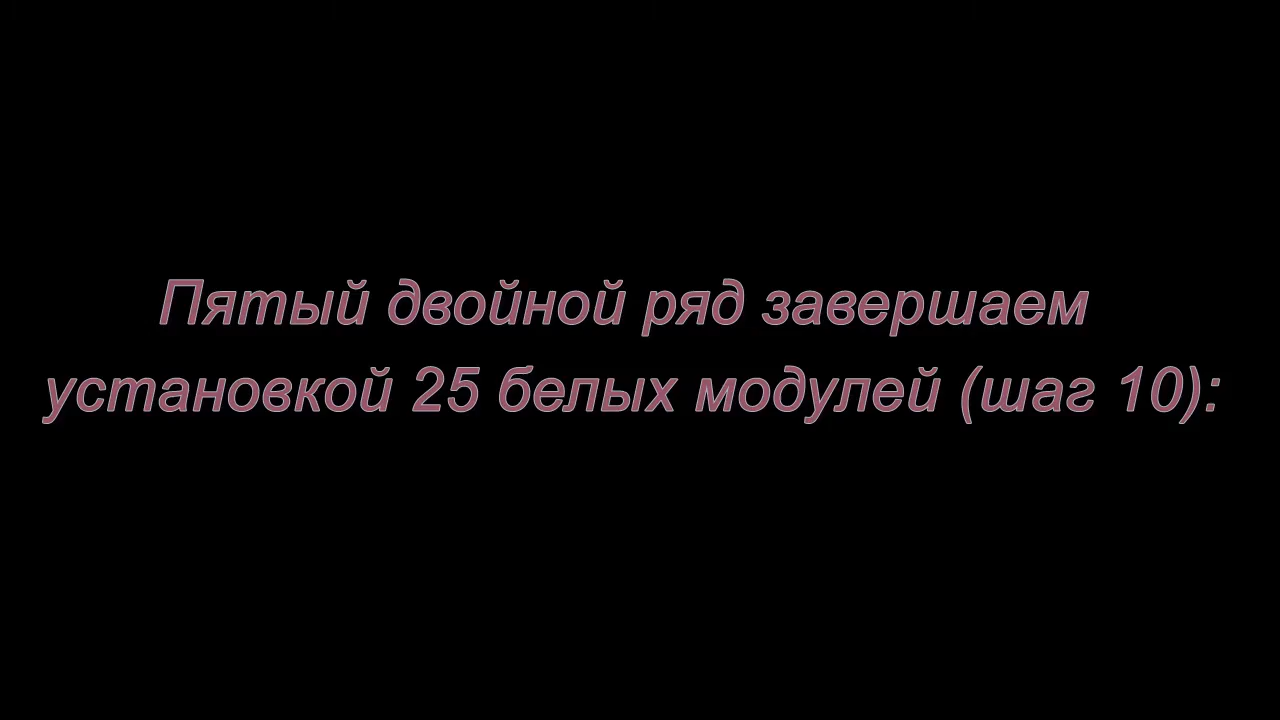 Пятый двойной ряд завершаем
установкой 25 белых модулей (шаг 10):